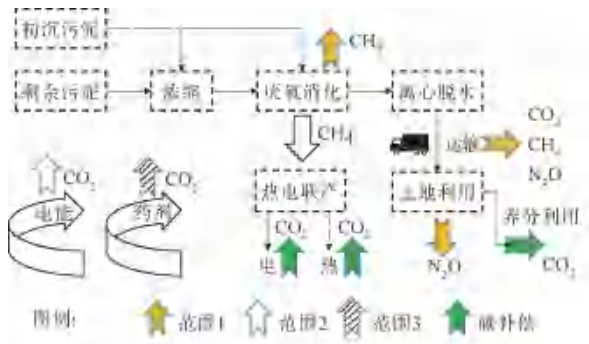 初沉污泥
CH₄
剩余污泥
浓缩
厌氧消化
离心脱水
CH₄
运输
CO₂
CH₄
N₂O
CO₂
电能
CO₂
药剂
热电联产
土地利用
养分利用
CO₂
CO₂
电
热
N₂O
CO₂
图例:
范围1
范围2
范围3
碳补偿